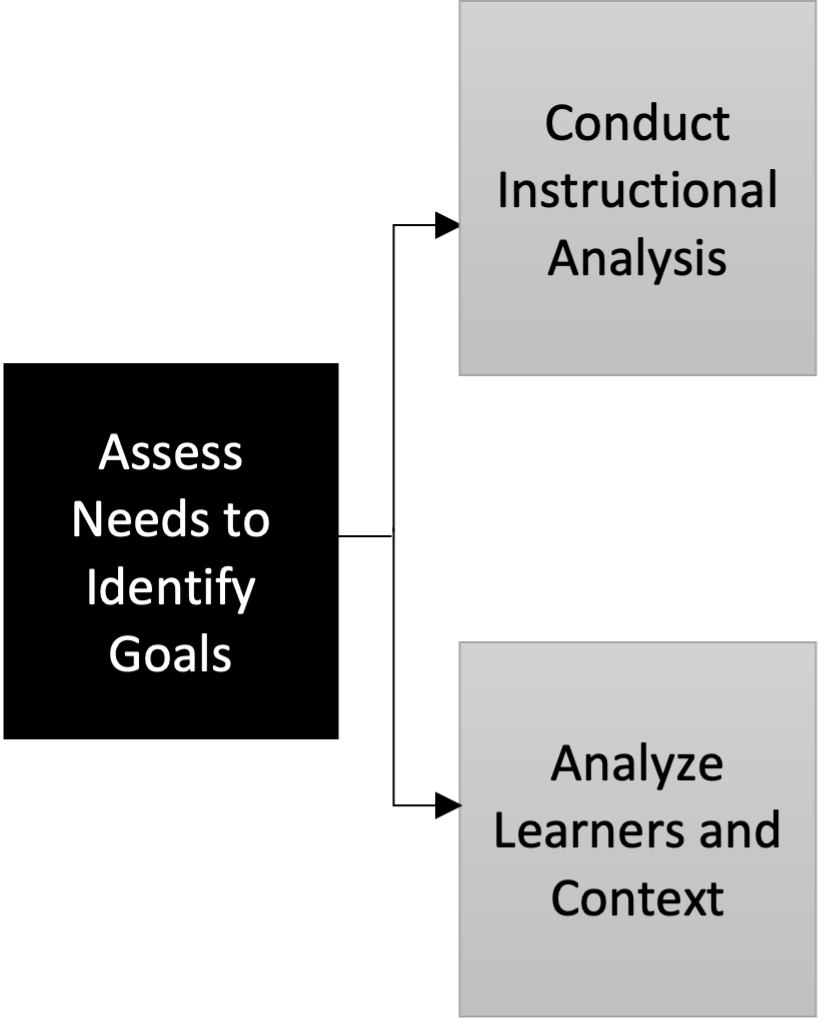 Assess
Needs to
Identify
Goals
Conduct
Instructional
Analysis
Analyze
Learners and
Context